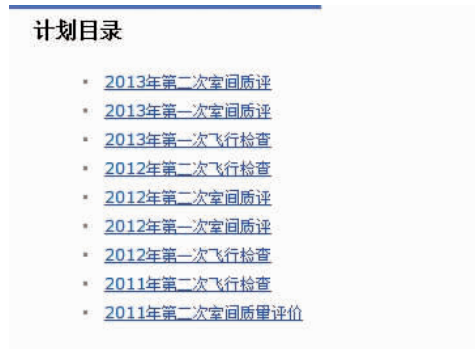 计划目录
2013年第二次室间质评
2013年第一次室间质评
2013年第一次飞行检查
2012年第二次飞行检查
2012年第二次室间质评
2012年第一次室间质评
2012年第一次飞行检查
2011年第二次飞行检查
2011年第二次室间质量评价